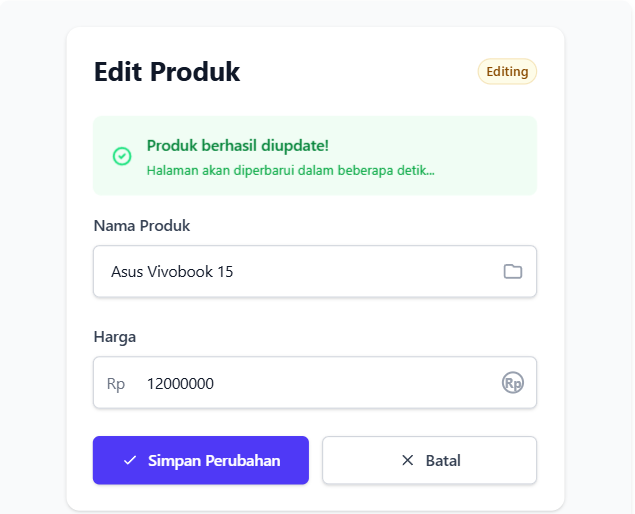 Edit Produk
Editing
Produk berhasil diupdate!
Halaman akan diperbarui dalam beberapa detik...
Nama Produk
Asus Vivobook 15
Harga
Rp 12000000 Rp
Simpan Perubahan
Batal